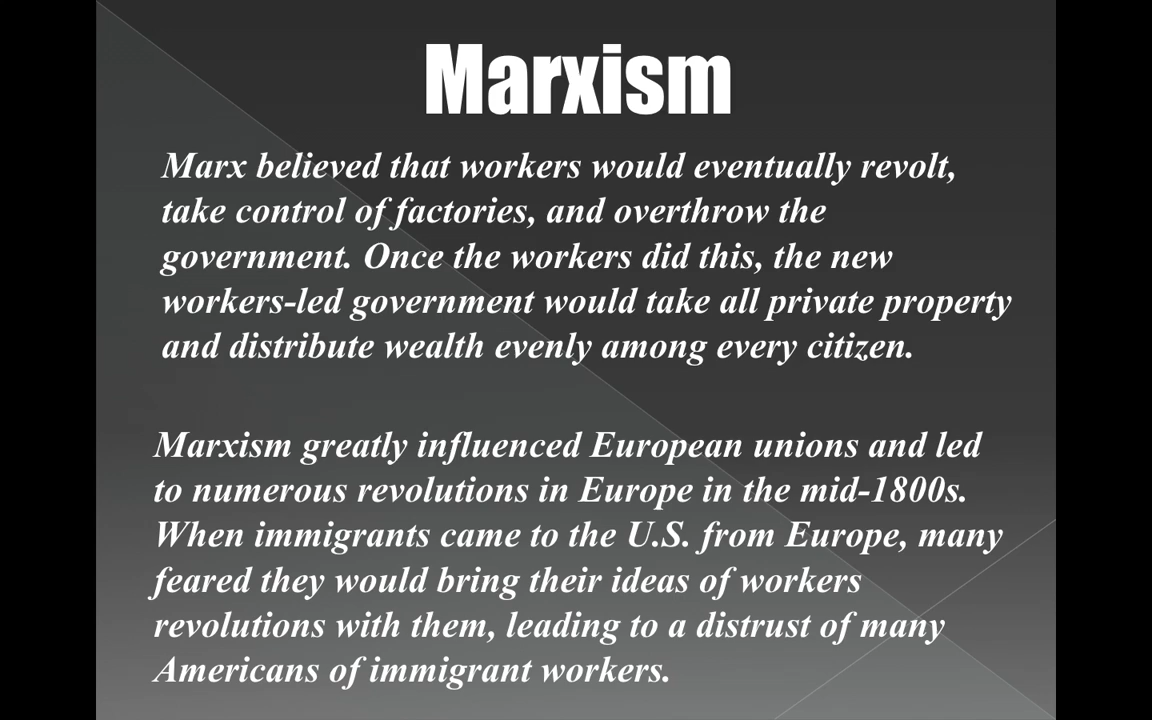 Marxism
Marx believed that workers would eventually revolt,
take control of factories, and overthrow the
government. Once the workers did this, the new
workers-led government would take all private property
and distribute wealth evenly among every citizen.
Marxism greatly influenced European unions and led
to numerous revolutions in Europe in the mid-1800s.
When immigrants came to the U.S. from Europe, many
feared they would bring their ideas of workers
revolutions with them, leading to a distrust of many
Americans of immigrant workers.